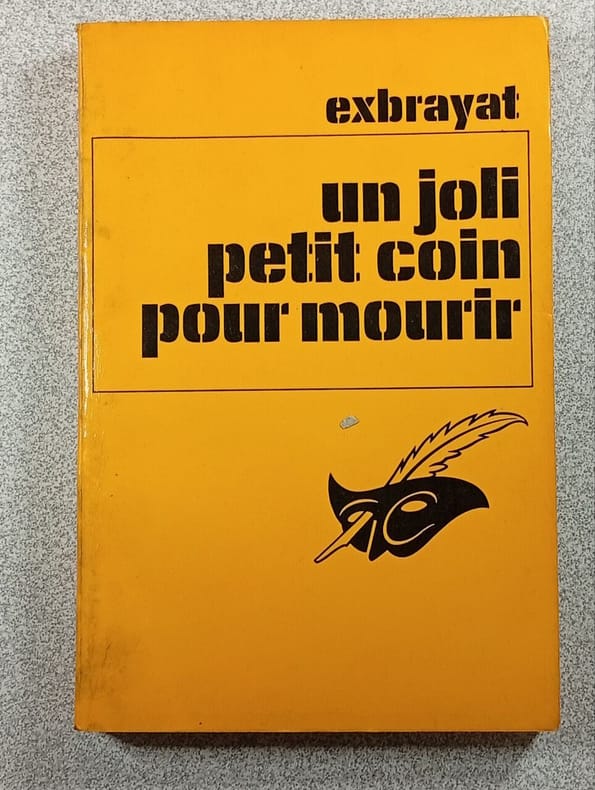 exbrayat
un joli
petit coin
pour mourir